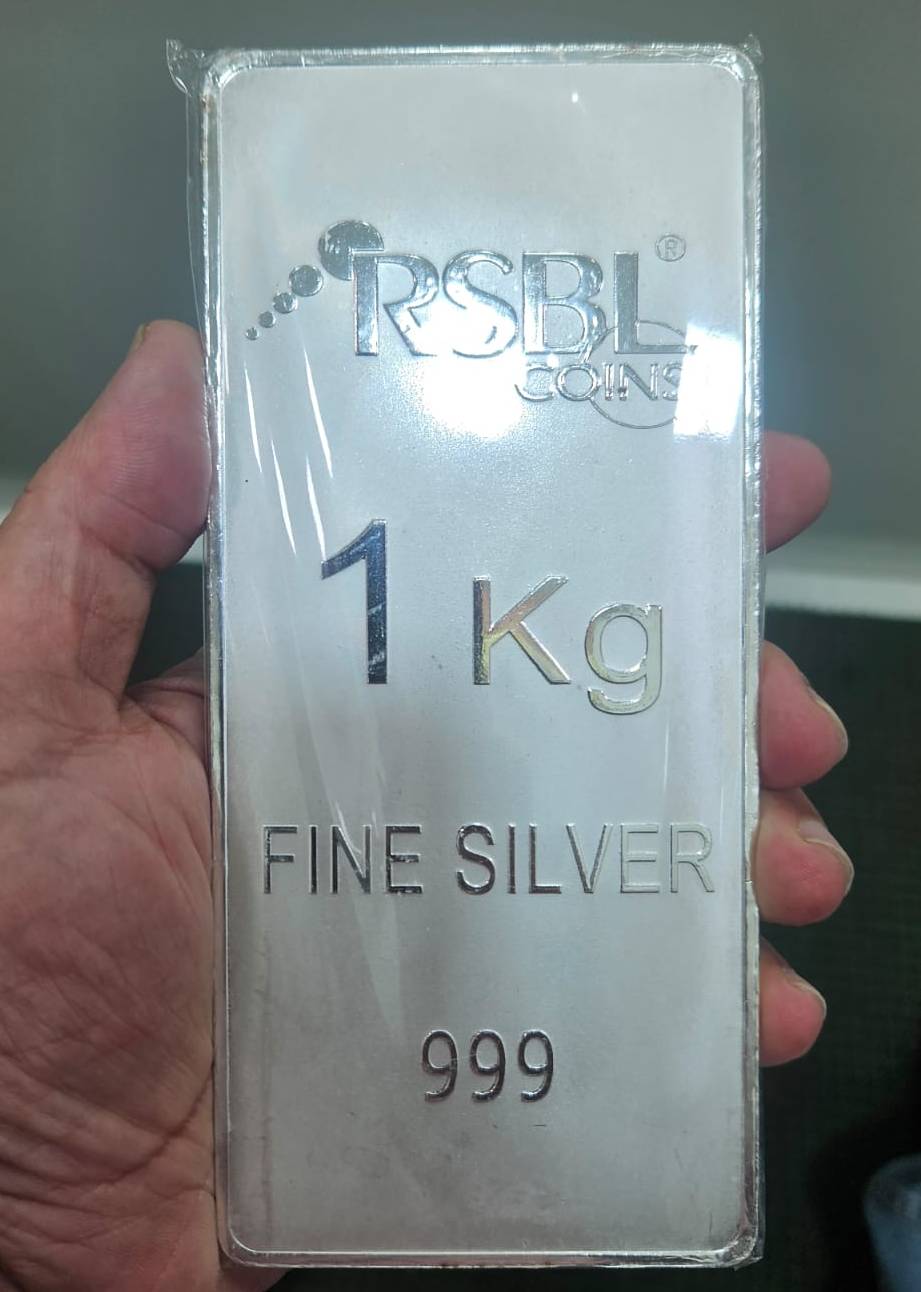 RSBL®
COINS
1 Kg
FINE SILVER
999